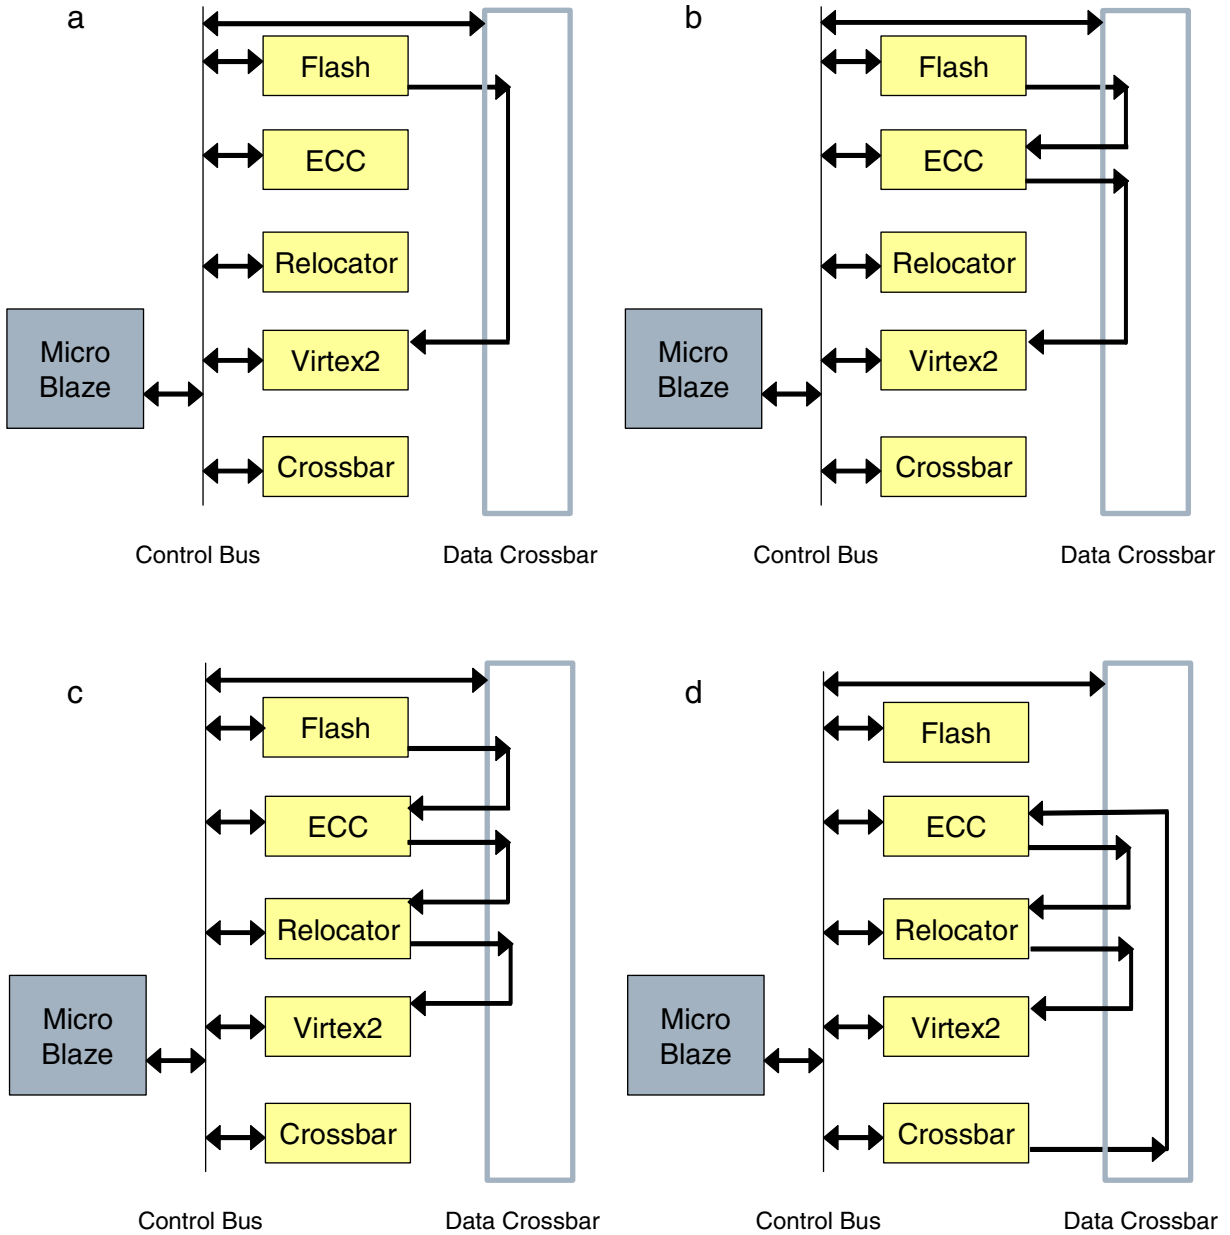 a
Flash
ECC
Relocator
Micro
Blaze
Virtex2
Crossbar
Control Bus
Data Crossbar
b
Flash
ECC
Relocator
Micro
Blaze
Virtex2
Crossbar
Control Bus
Data Crossbar
c
Flash
ECC
Relocator
Micro
Blaze
Virtex2
Crossbar
Control Bus
Data Crossbar
d
Flash
ECC
Relocator
Micro
Blaze
Virtex2
Crossbar
Control Bus
Data Crossbar